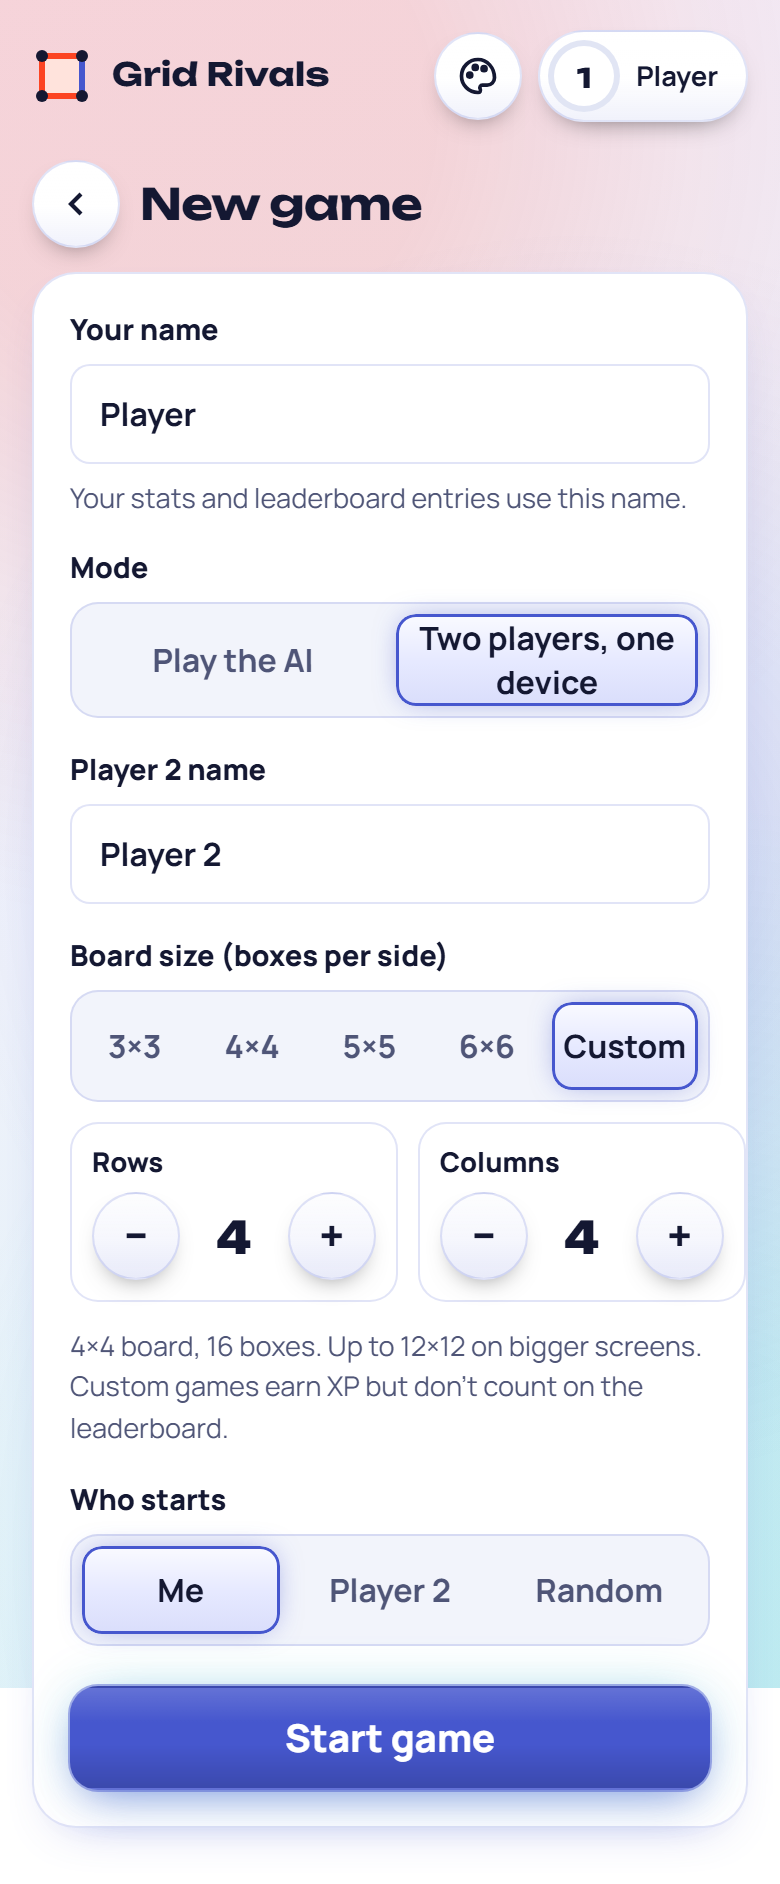 Grid Rivals
1 Player
New game
Your name
Player
Your stats and leaderboard entries use this name.
Mode
Play the AI
Two players, one
device
Player 2 name
Player 2
Board size (boxes per side)
3×3 4×4 5×5 6×6 Custom
Rows
− 4 +
Columns
− 4 +
4×4 board, 16 boxes. Up to 12×12 on bigger screens.
Custom games earn XP but don’t count on the
leaderboard.
Who starts
Me Player 2 Random
Start game